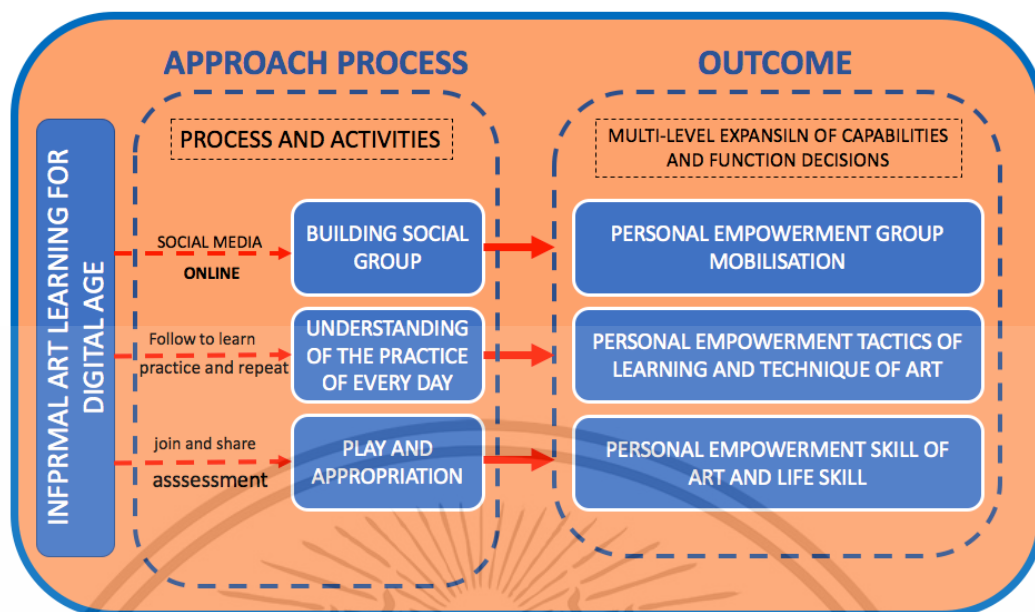 APPROACH PROCESS
OUTCOME
INFPRMAL ART LEARNING FOR
DIGITAL AGE
PROCESS AND ACTIVITIES
MULTI-LEVEL EXPANSILN OF CAPABILITIES
AND FUNCTION DECISIONS
SOCIAL MEDIA
ONLINE
BUILDING SOCIAL
GROUP
PERSONAL EMPOWERMENT GROUP
MOBILISATION
Follow to learn
practice and repeat
UNDERSTANDING
OF THE PRACTICE
OF EVERY DAY
PERSONAL EMPOWERMENT TACTICS OF
LEARNING AND TECHNIQUE OF ART
join and share
asssessment
PLAY AND
APPROPRIATION
PERSONAL EMPOWERMENT SKILL OF
ART AND LIFE SKILL